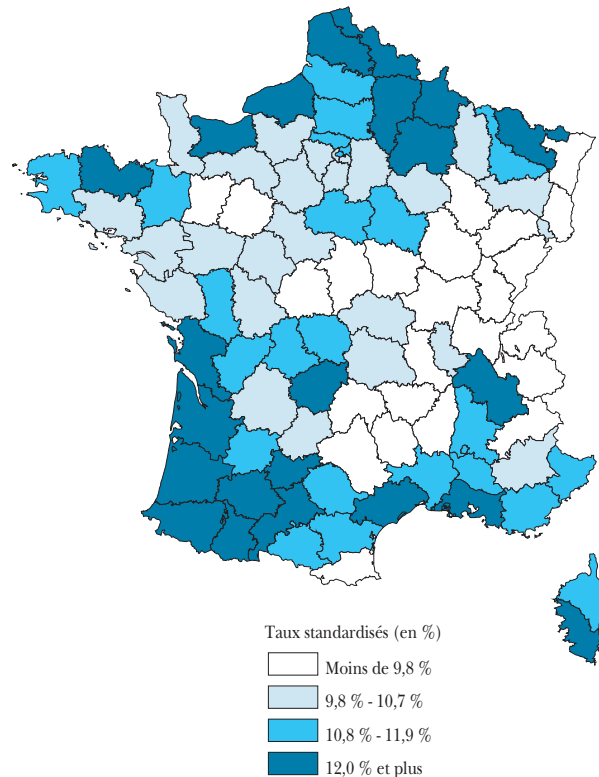 Taux standardisés (en %)
Moins de 9,8 %
9,8 % - 10,7 %
10,8 % - 11,9 %
12,0 % et plus